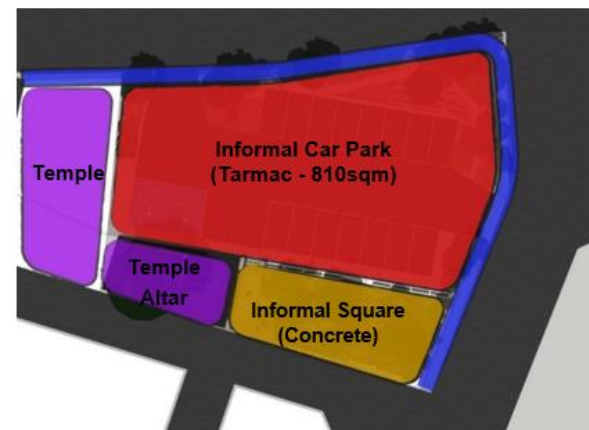 Temple
Informal Car Park
(Tarmac - 810sqm)
Temple
Altar
Informal Square
(Concrete)